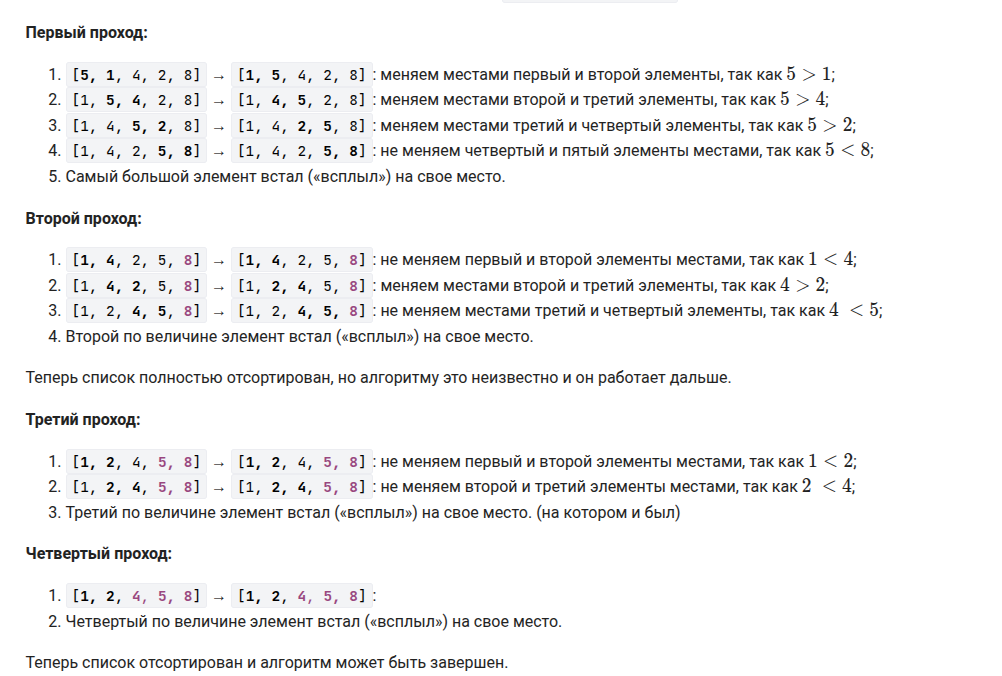 Первый проход:
1. [5, 1, 4, 2, 8] → [1, 5, 4, 2, 8] : меняем местами первый и второй элементы, так как 5 > 1;
2. [1, 5, 4, 2, 8] → [1, 4, 5, 2, 8] : меняем местами второй и третий элементы, так как 5 > 4;
3. [1, 4, 5, 2, 8] → [1, 4, 2, 5, 8] : меняем местами третий и четвертый элементы, так как 5 > 2;
4. [1, 4, 2, 5, 8] → [1, 4, 2, 5, 8] : не меняем четвертый и пятый элементы местами, так как 5 < 8;
5. Самый большой элемент встал («всплыл») на свое место.
Второй проход:
1. [1, 4, 2, 5, 8] → [1, 4, 2, 5, 8] : не меняем первый и второй элементы местами, так как 1 < 4;
2. [1, 4, 2, 5, 8] → [1, 2, 4, 5, 8] : меняем местами второй и третий элементы, так как 4 > 2;
3. [1, 2, 4, 5, 8] → [1, 2, 4, 5, 8] : не меняем местами третий и четвертый элементы, так как 4 < 5;
4. Второй по величине элемент встал («всплыл») на свое место.
Теперь список полностью отсортирован, но алгоритму это неизвестно и он работает дальше.
Третий проход:
1. [1, 2, 4, 5, 8] → [1, 2, 4, 5, 8] : не меняем первый и второй элементы местами, так как 1 < 2;
2. [1, 2, 4, 5, 8] → [1, 2, 4, 5, 8] : не меняем второй и третий элементы местами, так как 2 < 4;
3. Третий по величине элемент встал («всплыл») на свое место. (на котором и был)
Четвертый проход:
1. [1, 2, 4, 5, 8] → [1, 2, 4, 5, 8] :
2. Четвертый по величине элемент встал («всплыл») на свое место.
Теперь список отсортирован и алгоритм может быть завершен.